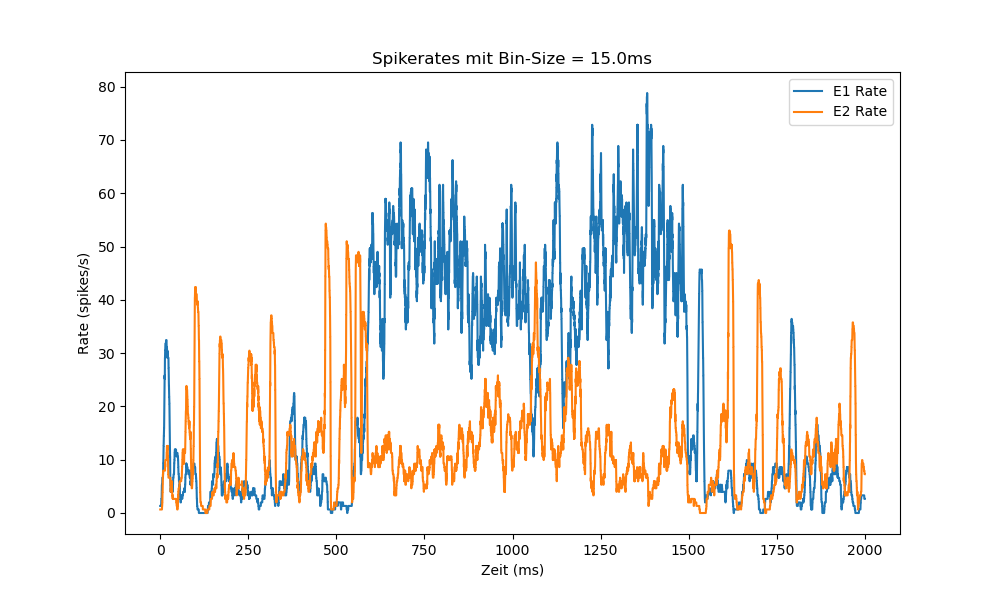 Spikerates mit Bin-Size = 15.0ms
E1 Rate
E2 Rate
80
70
60
50
40
30
20
10
0
Rate (spikes/s)
0 250 500 750 1000 1250 1500 1750 2000
Zeit (ms)